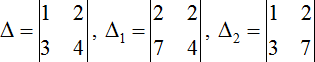 Δ = |1 2; 3 4|, Δ₁ = |2 2; 7 4|, Δ₂ = |1 2; 3 7|